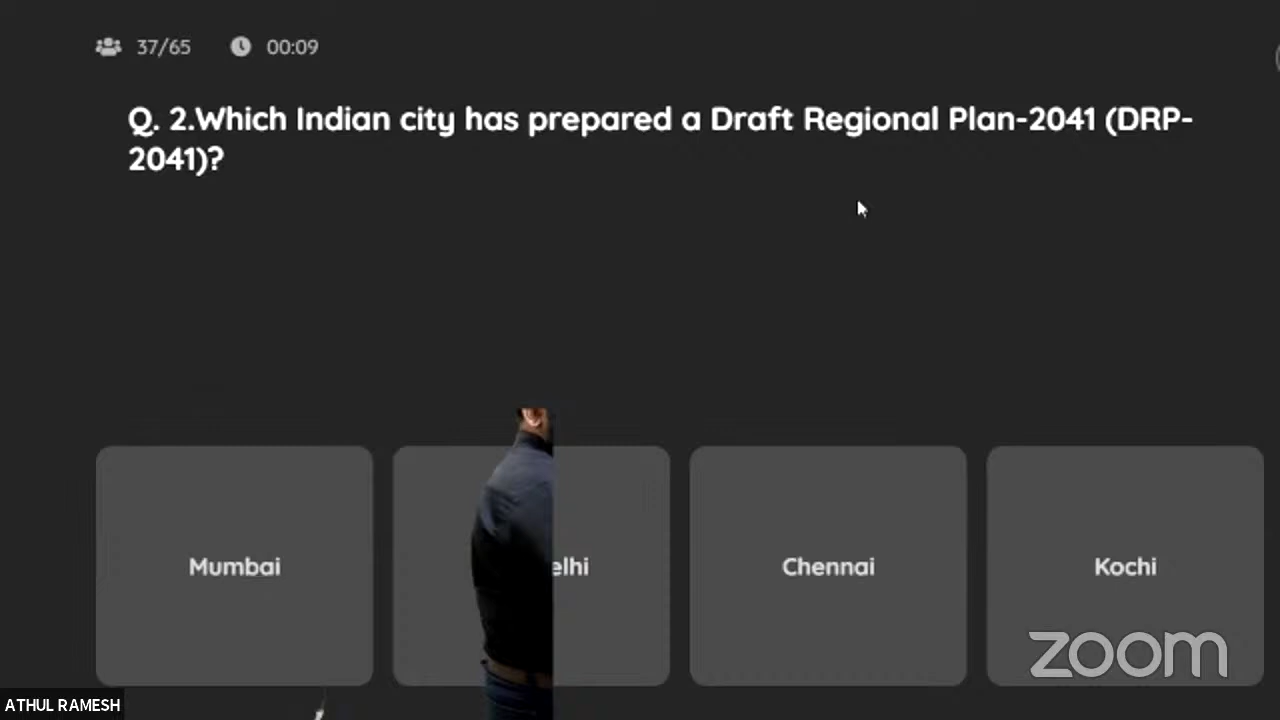 37/65 00:09
Q. 2.Which Indian city has prepared a Draft Regional Plan-2041 (DRP-
2041)?
Mumbai
elhi
Chennai
Kochi
zoom
ATHUL RAMESH